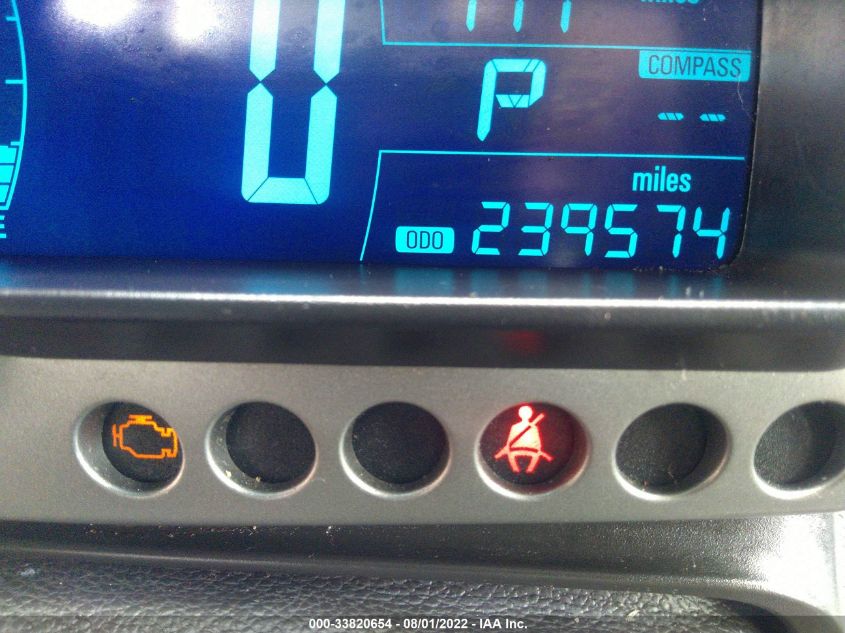 COMPASS
P
--
miles
ODO 239574
0
000-33820654 - 08/01/2022 - IAA Inc.